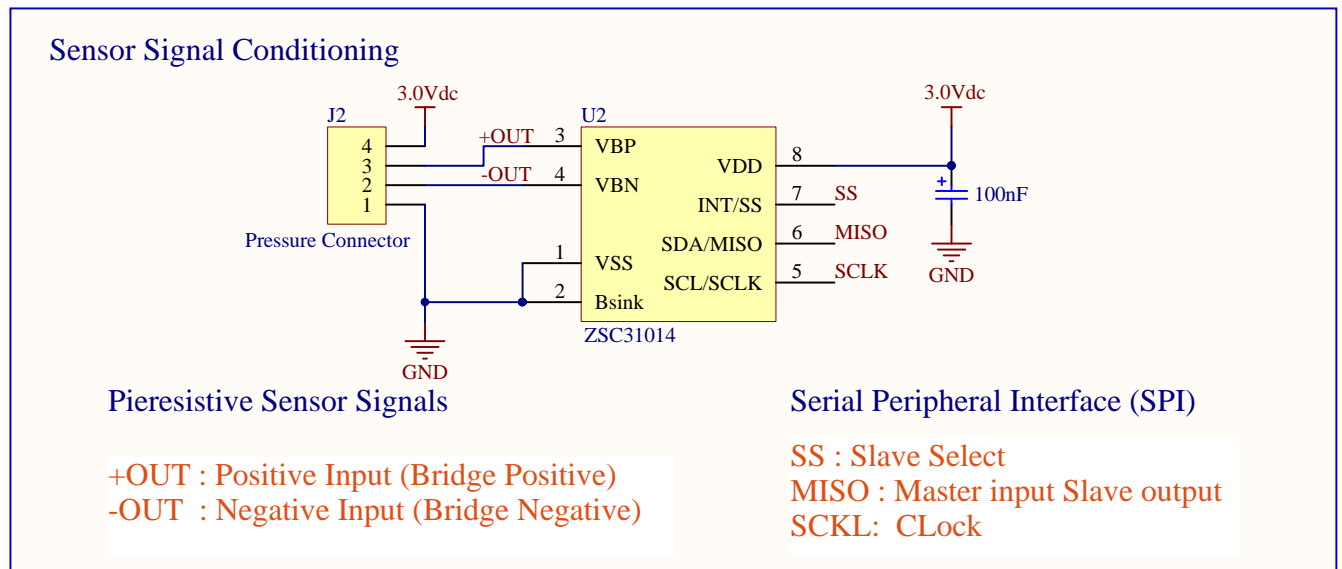 Sensor Signal Conditioning
3.0Vdc
3.0Vdc
J2
U2
4
3
2
1
+OUT
-OUT
3
4
1
2
VBP
VBN
VSS
Bsink
VDD
INT/SS
SDA/MISO
SCL/SCLK
8
7
6
5
SS
MISO
SCLK
+
100nF
GND
Pressure Connector
ZSC31014
GND
Pieresistive Sensor Signals
+OUT : Positive Input (Bridge Positive)
-OUT : Negative Input (Bridge Negative)
Serial Peripheral Interface (SPI)
SS : Slave Select
MISO : Master input Slave output
SCKL: CLock